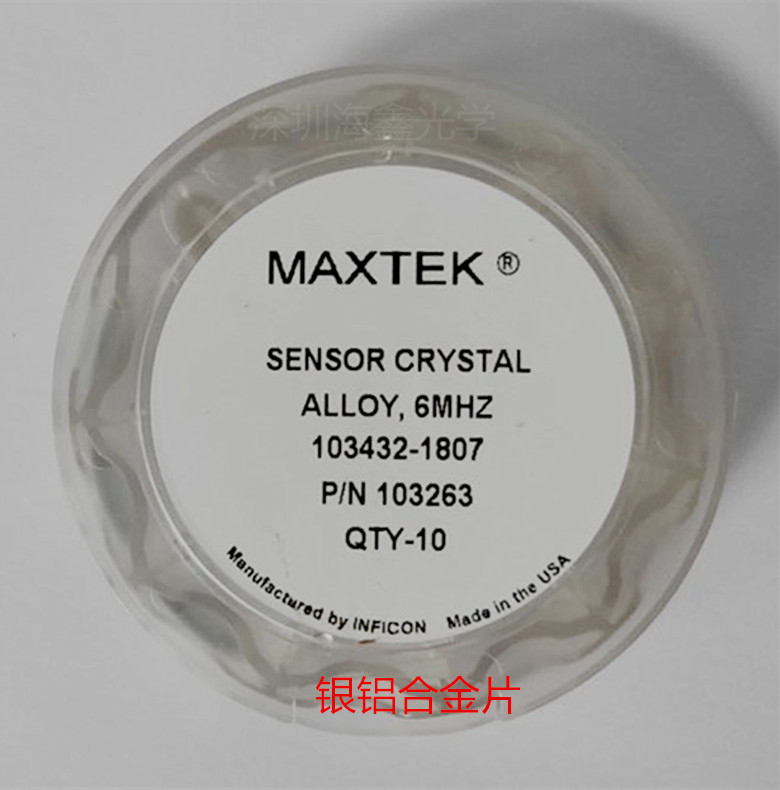 深圳海鑫光学
MAXTEK®
SENSOR CRYSTAL
ALLOY, 6MHZ
103432-1807
P/N 103263
QTY-10
Manufactured by INFICON Made in the USA
银铝合金片